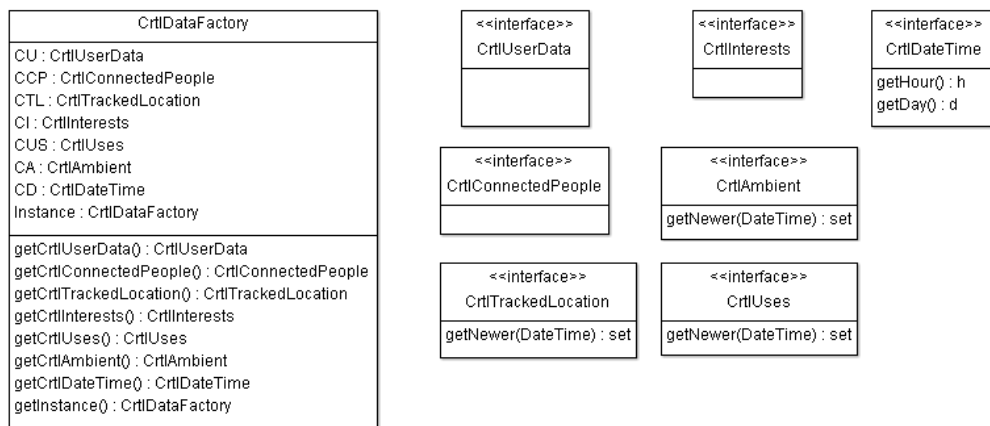 CrtlDataFactory
CU : CrtlUserData
CCP : CrtlConnectedPeople
CTL : CrtlTrackedLocation
CI : CrtlInterests
CUS : CrtlUses
CA : CrtlAmbient
CD : CrtlDateTime
Instance : CrtlDataFactory
getCrtlUserData() : CrtlUserData
getCrtlConnectedPeople() : CrtlConnectedPeople
getCrtlTrackedLocation() : CrtlTrackedLocation
getCrtlInterests() : CrtlInterests
getCrtlUses() : CrtlUses
getCrtlAmbient() : CrtlAmbient
getCrtlDateTime() : CrtlDateTime
getInstance() : CrtlDataFactory
<<interface>>
CrtlUserData
<<interface>>
CrtlInterests
<<interface>>
CrtlDateTime
getHour() : h
getDay() : d
<<interface>>
CrtlConnectedPeople
<<interface>>
CrtlAmbient
getNewer(DateTime) : set
<<interface>>
CrtlTrackedLocation
getNewer(DateTime) : set
<<interface>>
CrtlUses
getNewer(DateTime) : set